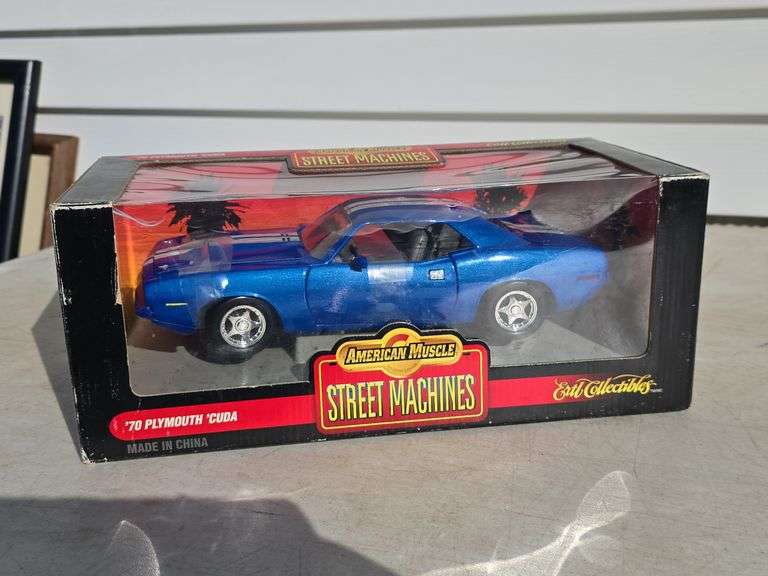 STREET MACHINES
AMERICAN MUSCLE
STREET MACHINES
Ertl Collectibles
'70 PLYMOUTH 'CUDA
MADE IN CHINA